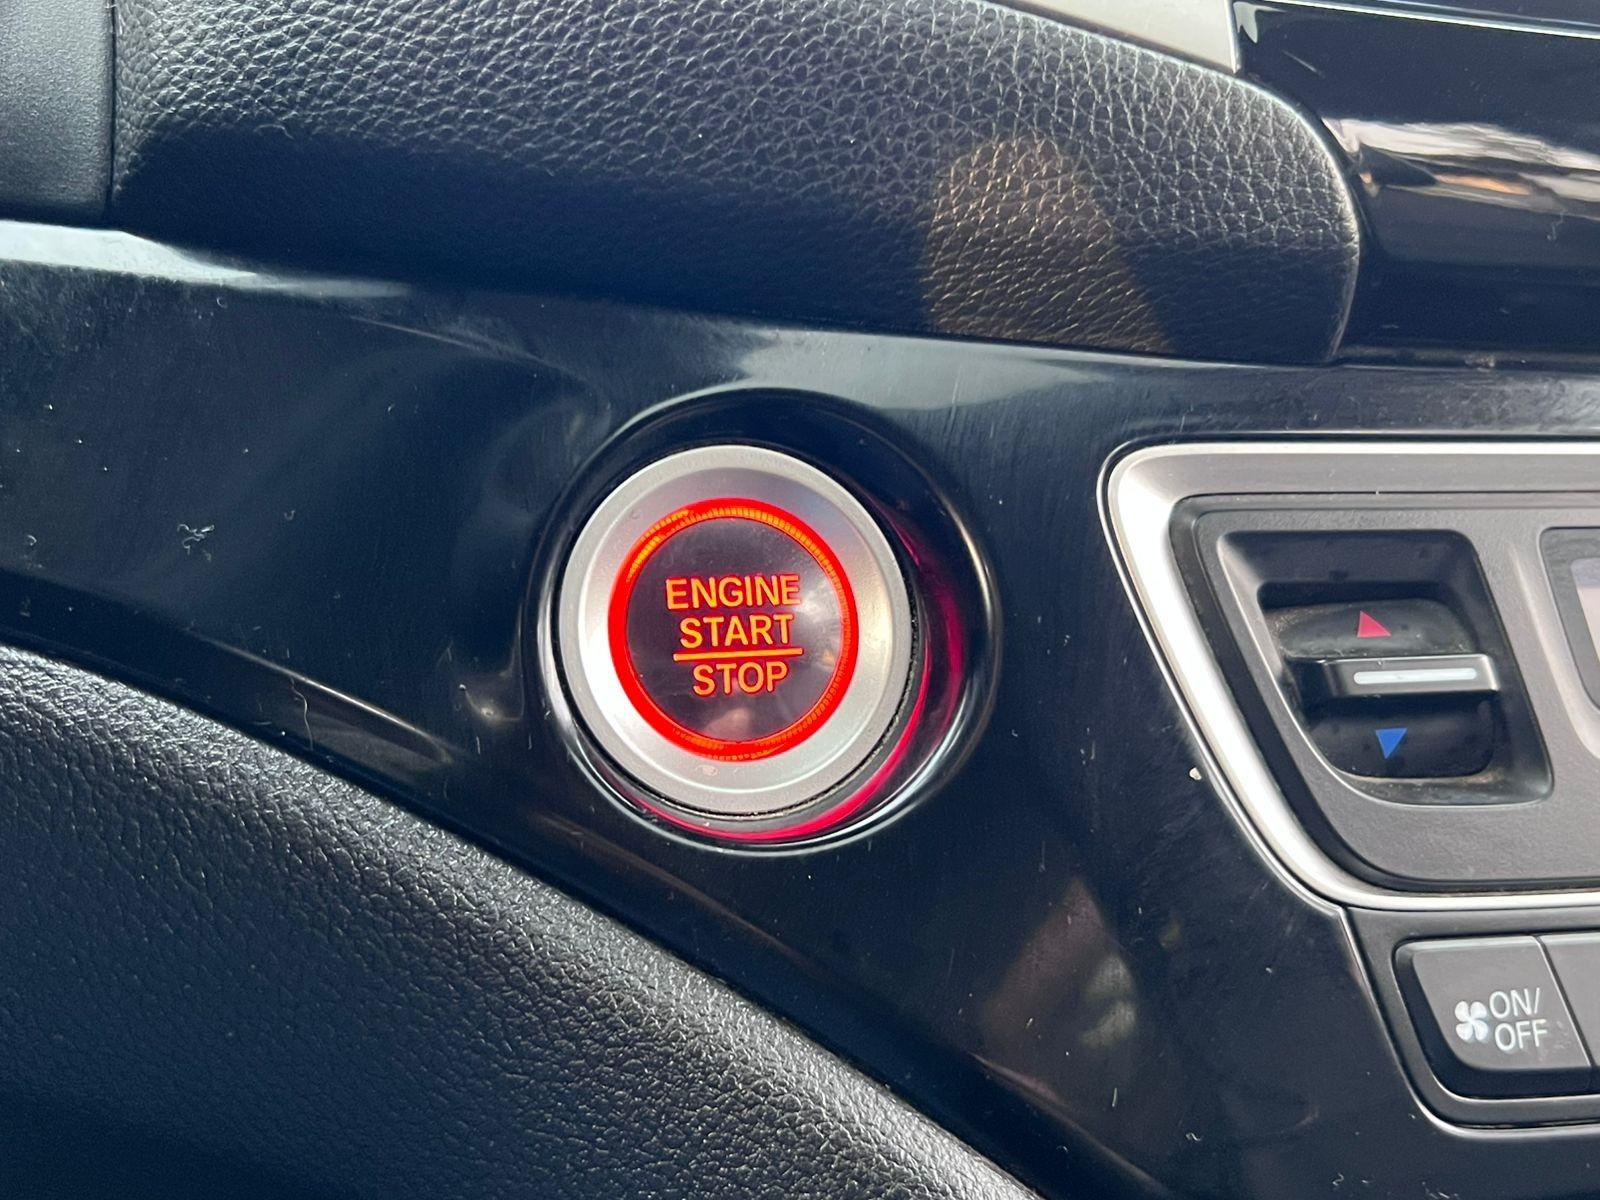 ENGINE
START
STOP
ON/
OFF